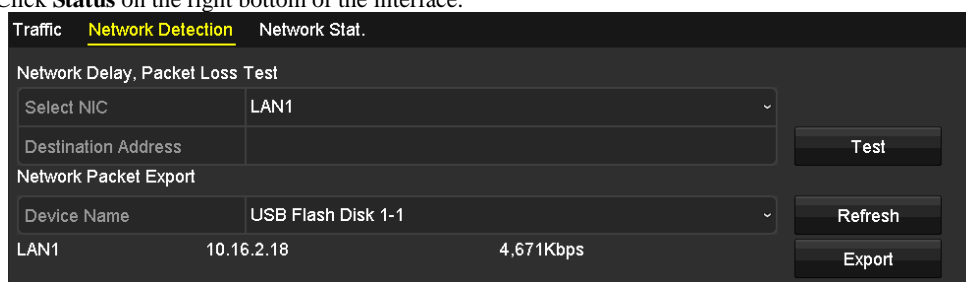 Click Status on the right bottom of the interface.
Traffic Network Detection Network Stat.
Network Delay, Packet Loss Test
Select NIC LAN1
Destination Address
Test
Network Packet Export
Device Name USB Flash Disk 1-1 Refresh
LAN1 10.16.2.18 4,671Kbps
Export